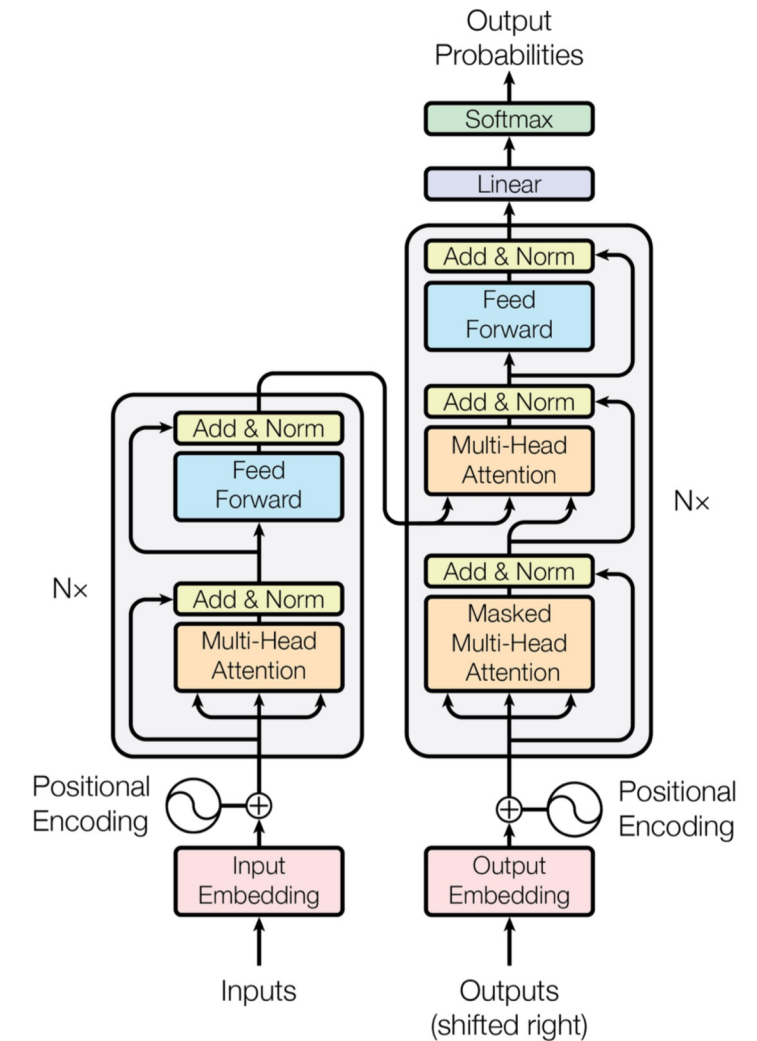 Output
Probabilities
Softmax
Linear
Add & Norm
Feed
Forward
Add & Norm
Multi-Head
Attention
Add & Norm
Masked
Multi-Head
Attention
N×
Add & Norm
Feed
Forward
Add & Norm
Multi-Head
Attention
N×
Positional
Encoding
Positional
Encoding
Input
Embedding
Output
Embedding
Inputs
Outputs
(shifted right)